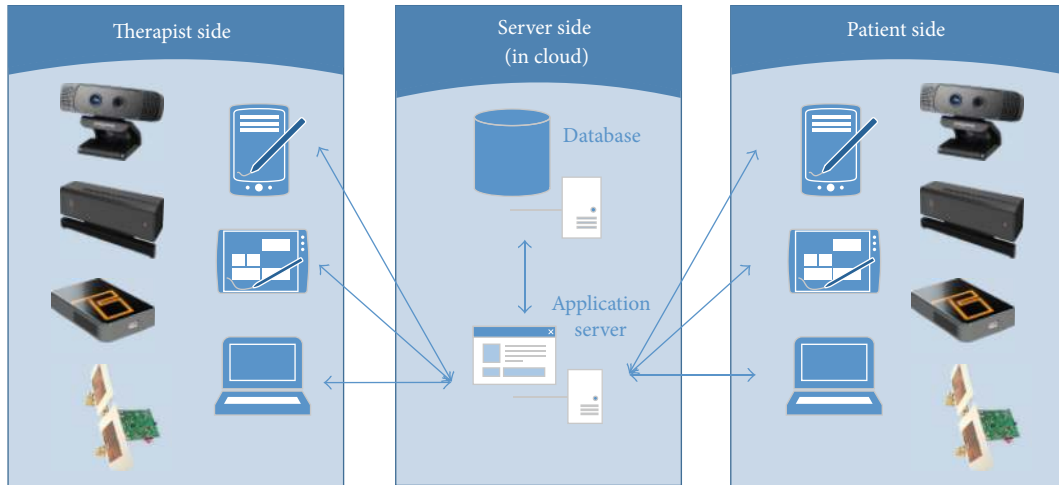 Therapist side
Server side
(in cloud)
Patient side
Database
Application
server